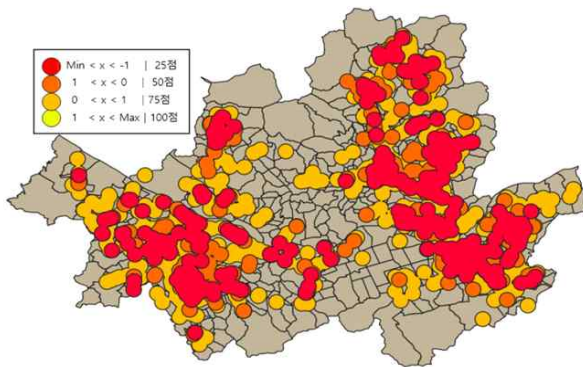 Min < x < -1 | 25점
1 < x < 0 | 50점
0 < x < 1 | 75점
1 < x < Max | 100점